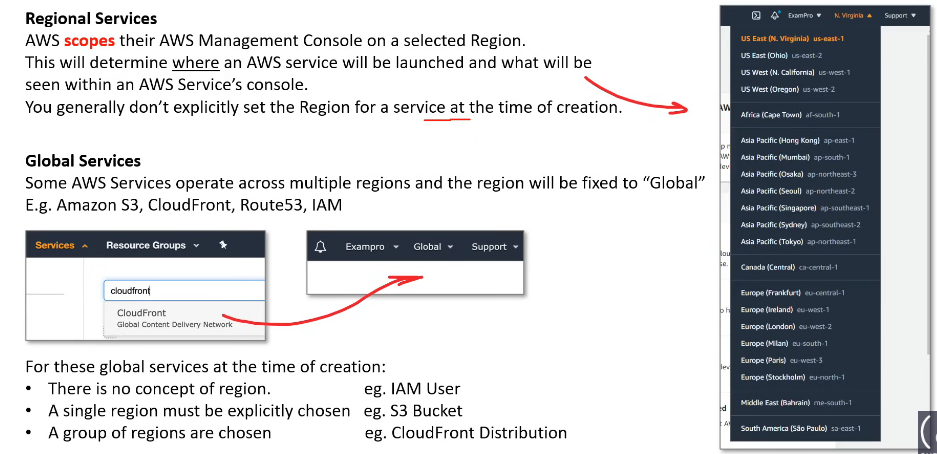 Regional Services
AWS scopes their AWS Management Console on a selected Region.
This will determine where an AWS service will be launched and what will be
seen within an AWS Service's console.
You generally don't explicitly set the Region for a service at the time of creation.
Global Services
Some AWS Services operate across multiple regions and the region will be fixed to "Global"
E.g. Amazon S3, CloudFront, Route53, IAM
Services Resource Groups
cloudfront
CloudFront
Global Content Delivery Network
Exampro Global Support
For these global services at the time of creation:
• There is no concept of region. eg. IAM User
• A single region must be explicitly chosen eg. S3 Bucket
• A group of regions are chosen eg. CloudFront Distribution
ExamPro N. Virginia Support
US East (N. Virginia) us-east-1
US East (Ohio) us-east-2
US West (N. California) us-west-1
US West (Oregon) us-west-2
Africa (Cape Town) af-south-1
Asia Pacific (Hong Kong) ap-east-1
Asia Pacific (Mumbai) ap-south-1
Asia Pacific (Osaka) ap-northeast-3
Asia Pacific (Seoul) ap-northeast-2
Asia Pacific (Singapore) ap-southeast-1
Asia Pacific (Sydney) ap-southeast-2
Asia Pacific (Tokyo) ap-northeast-1
Canada (Central) ca-central-1
Europe (Frankfurt) eu-central-1
Europe (Ireland) eu-west-1
Europe (London) eu-west-2
Europe (Milan) eu-south-1
Europe (Paris) eu-west-3
Europe (Stockholm) eu-north-1
Middle East (Bahrain) me-south-1
South America (São Paulo) sa-east-1